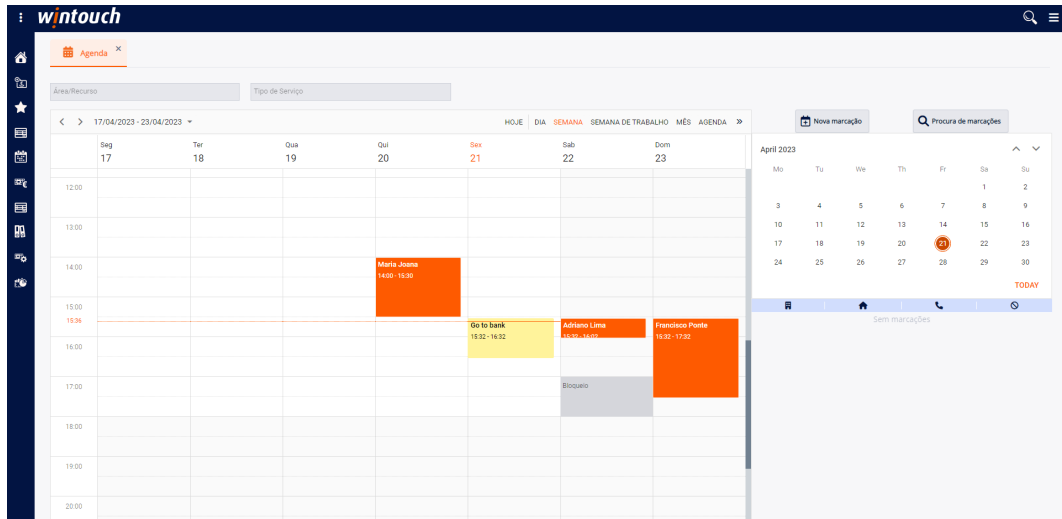 wintouch
Agenda ×
Área/Recurso Tipo de Serviço
17/04/2023 - 23/04/2023 HOJE DIA SEMANA SEMANA DE TRABALHO MÊS AGENDA »
Nova marcação Procura de marcações
Seg Ter Qua Qui Sex Sab Dom
17 18 19 20 21 22 23
12:00
13:00
14:00
15:00
15:36
16:00
17:00
18:00
19:00
20:00
Maria Joana
14:00 - 15:30
Go to bank
15:32 - 16:32
Adriano Lima
15:32 - 16:02
Francisco Ponte
15:32 - 17:32
Bloqueio
April 2023
Mo Tu We Th Fr Sa Su
1 2
3 4 5 6 7 8 9
10 11 12 13 14 15 16
17 18 19 20 21 22 23
24 25 26 27 28 29 30
TODAY
Sem marcações